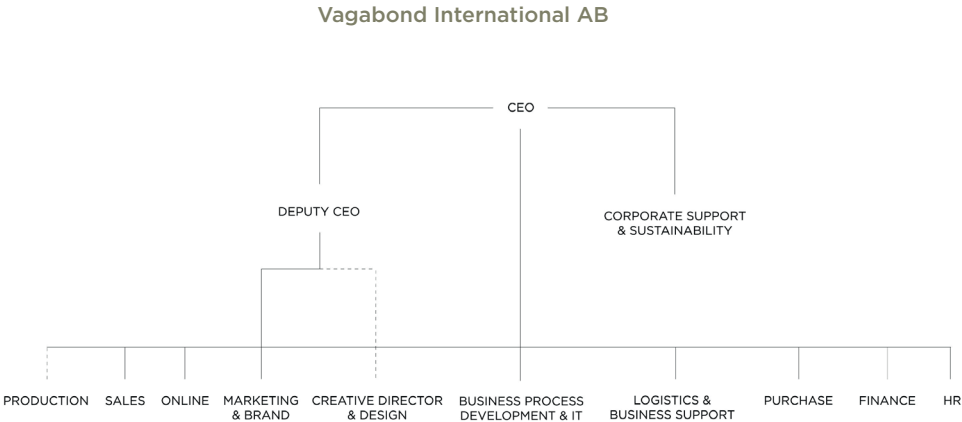 Vagabond International AB
CEO
DEPUTY CEO
CORPORATE SUPPORT
& SUSTAINABILITY
PRODUCTION
SALES
ONLINE
MARKETING
& BRAND
CREATIVE DIRECTOR
& DESIGN
BUSINESS PROCESS
DEVELOPMENT & IT
LOGISTICS &
BUSINESS SUPPORT
PURCHASE
FINANCE
HR